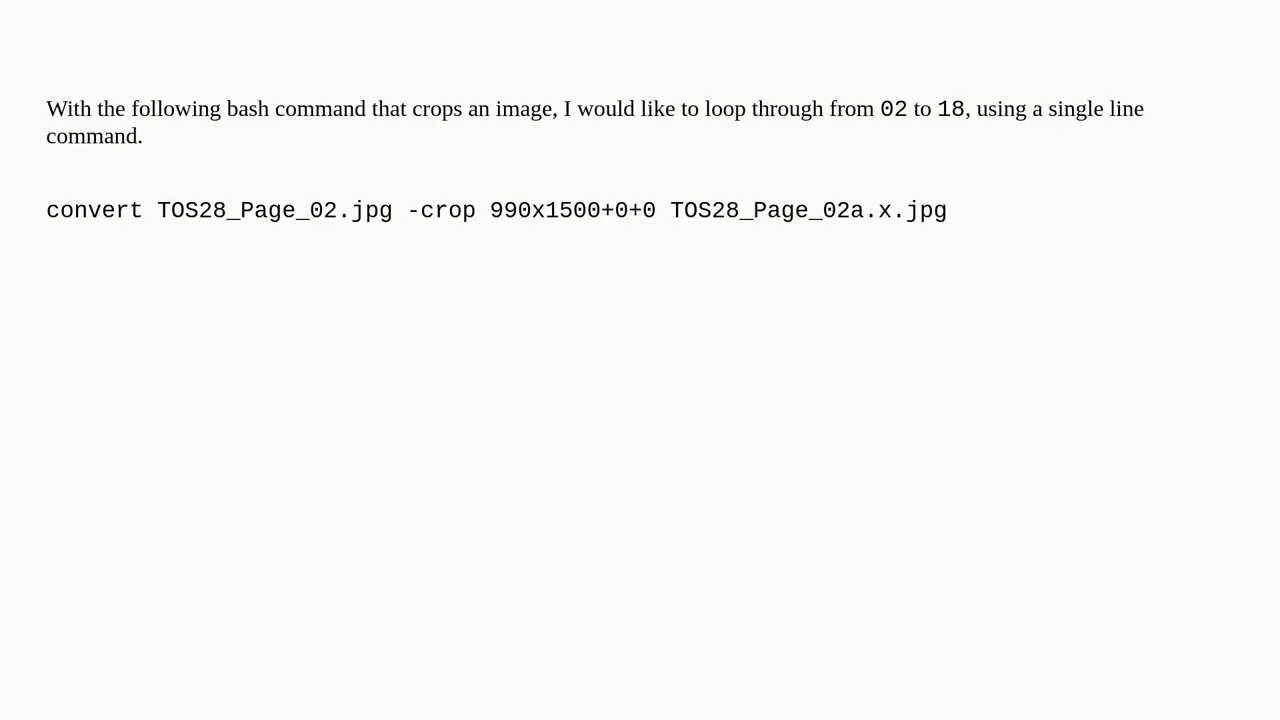 With the following bash command that crops an image, I would like to loop through from 02 to 18, using a single line
command.
convert TOS28_Page_02.jpg -crop 990x1500+0+0 TOS28_Page_02a.x.jpg